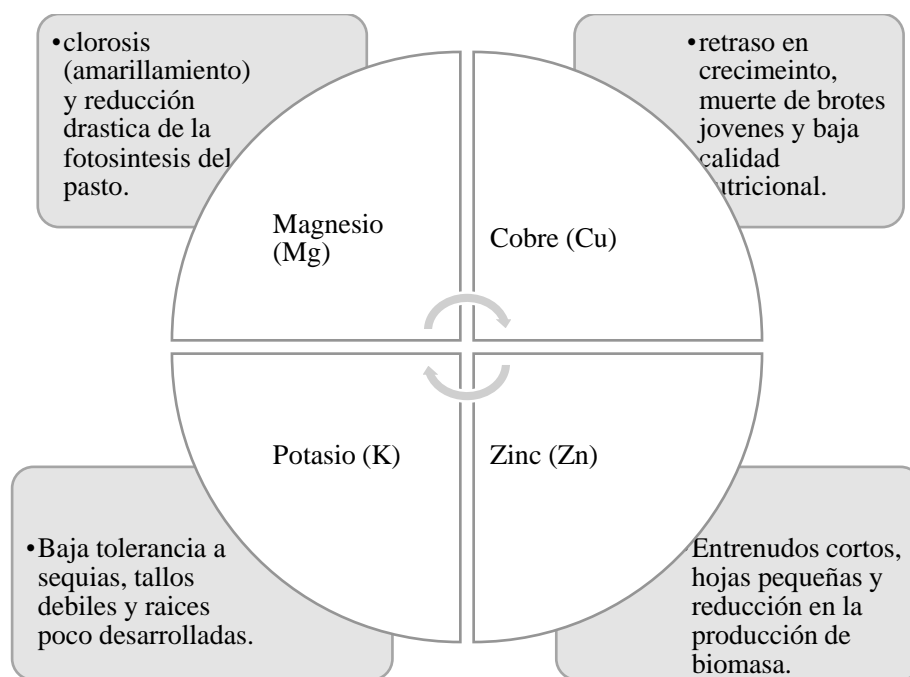 •clorosis
(amarillamiento)
y reducción
drastica de la
fotosintesis del
pasto.
•retraso en
crecimeinto,
muerte de brotes
jovenes y baja
calidad
utricional.
Magnesio
(Mg)
Cobre (Cu)
Potasio (K)
Zinc (Zn)
•Baja tolerancia a
sequias, tallos
debiles y raices
poco desarrolladas.
Entrenudos cortos,
hojas pequeñas y
reducción en la
producción de
biomasa.